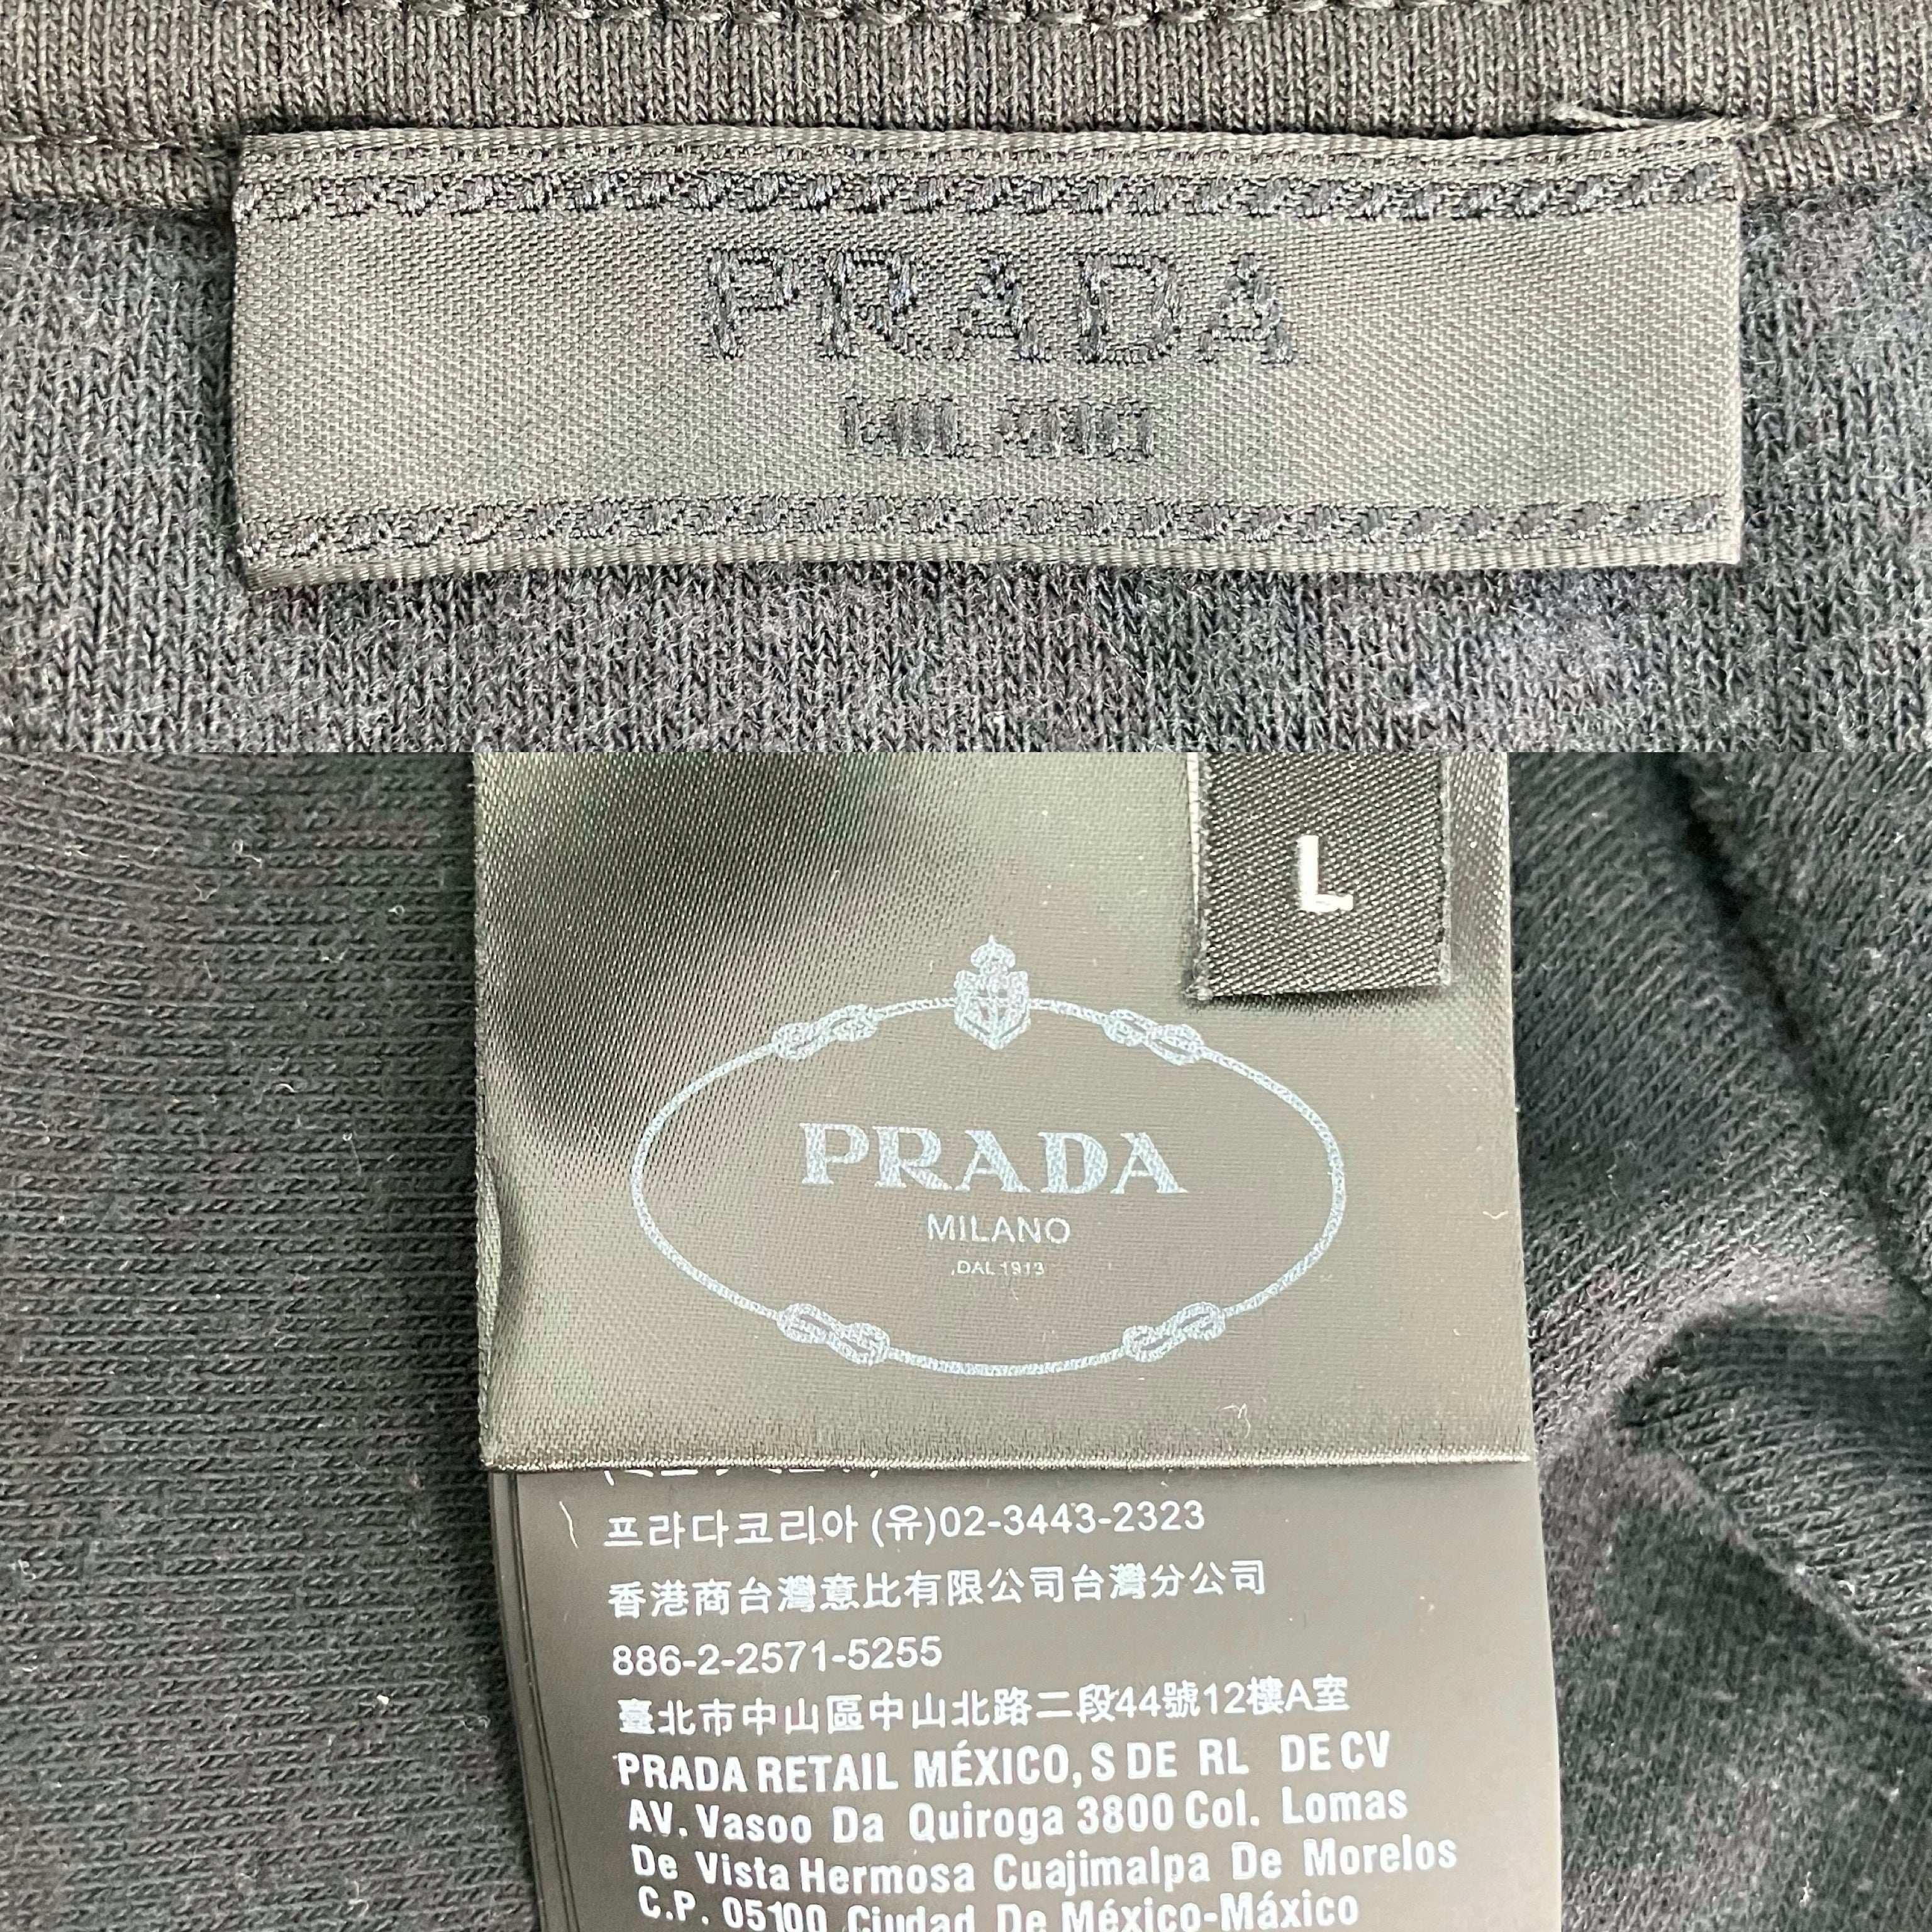 PRADA
MILANO
L
PRADA
MILANO
DAL 1913
프라다코리아 (유)02-3443-2323
香港商台灣意比有限公司台灣分公司
886-2-2571-5255
臺北市中山區中山北路二段44號12樓A室
PRADA RETAIL MÉXICO, S DE RL DE CV
AV. Vasoo Da Quiroga 3800 Col. Lomas
De Vista Hermosa Cuajimalpa De Morelos
C.P. 05100 Ciudad De México-Máxico